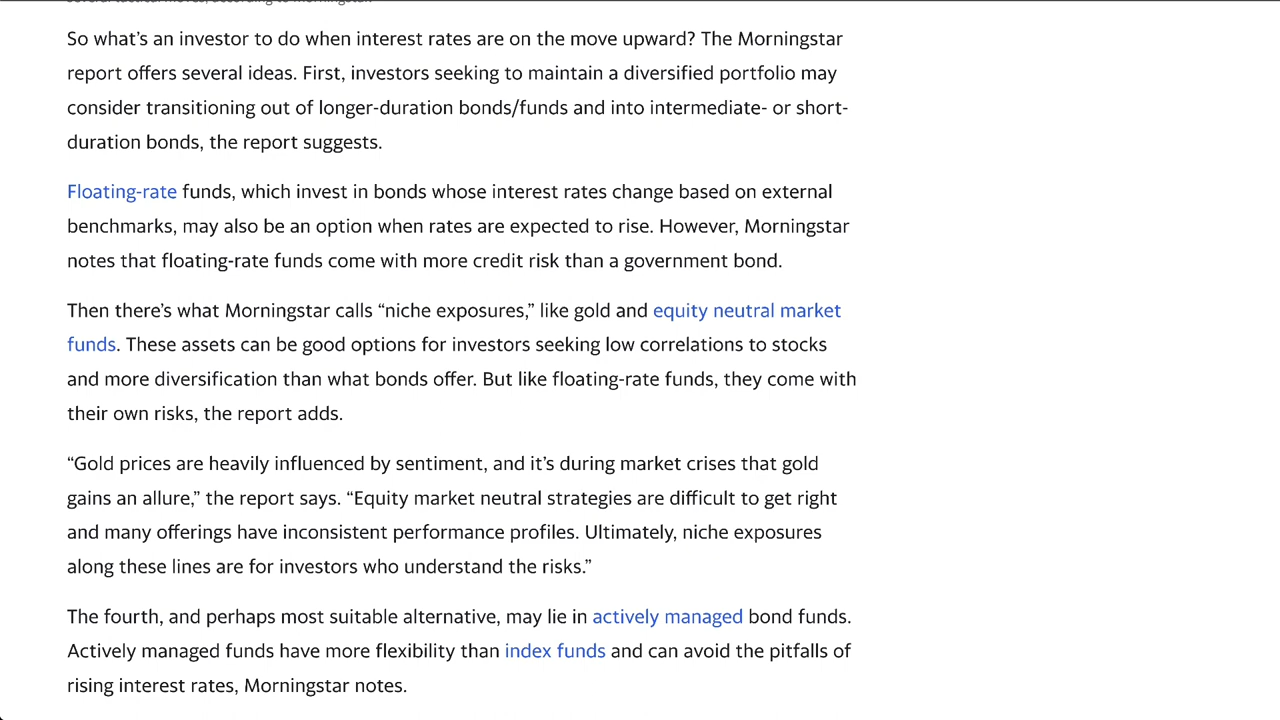 So what’s an investor to do when interest rates are on the move upward? The Morningstar
report offers several ideas. First, investors seeking to maintain a diversified portfolio may
consider transitioning out of longer-duration bonds/funds and into intermediate- or short-
duration bonds, the report suggests.
Floating-rate funds, which invest in bonds whose interest rates change based on external
benchmarks, may also be an option when rates are expected to rise. However, Morningstar
notes that floating-rate funds come with more credit risk than a government bond.
Then there’s what Morningstar calls “niche exposures,” like gold and equity neutral market
funds. These assets can be good options for investors seeking low correlations to stocks
and more diversification than what bonds offer. But like floating-rate funds, they come with
their own risks, the report adds.
“Gold prices are heavily influenced by sentiment, and it’s during market crises that gold
gains an allure,” the report says. “Equity market neutral strategies are difficult to get right
and many offerings have inconsistent performance profiles. Ultimately, niche exposures
along these lines are for investors who understand the risks.”
The fourth, and perhaps most suitable alternative, may lie in actively managed bond funds.
Actively managed funds have more flexibility than index funds and can avoid the pitfalls of
rising interest rates, Morningstar notes.